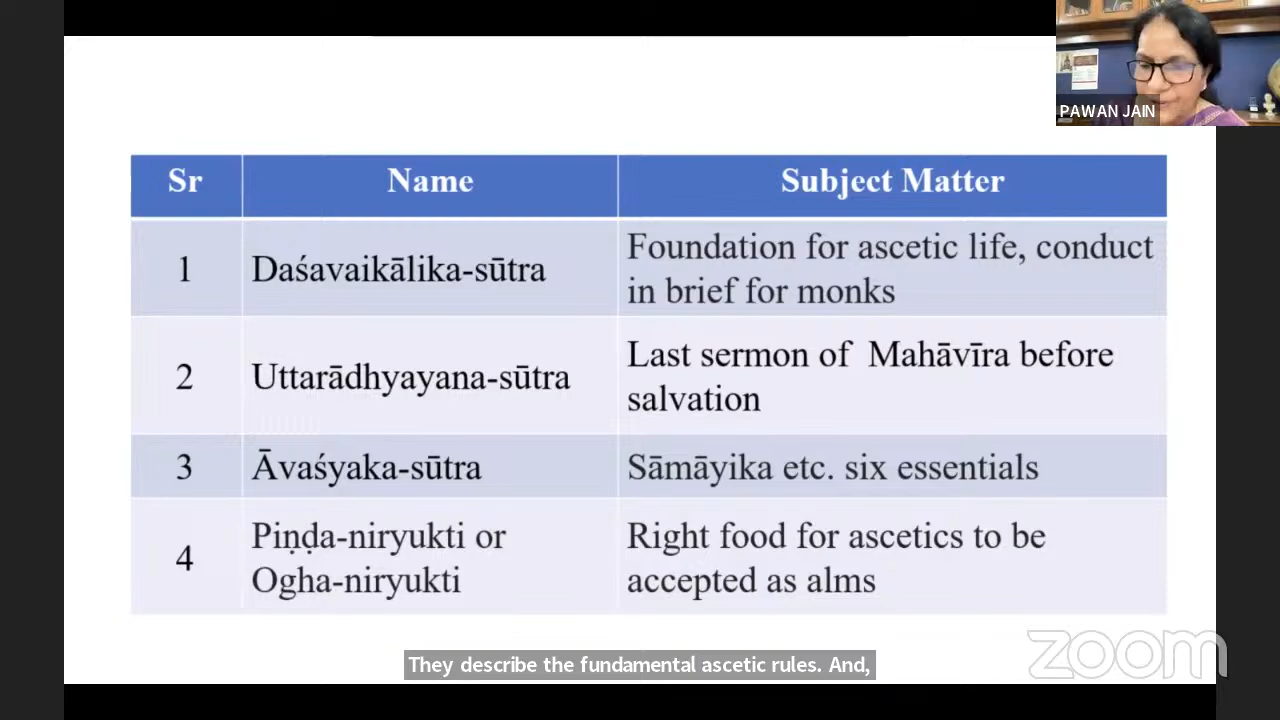 PAWAN JAIN
Sr Name Subject Matter
1 Daśavaikālika-sūtra Foundation for ascetic life, conduct
in brief for monks
2 Uttarādhyayana-sūtra Last sermon of Mahāvīra before
salvation
3 Āvaśyaka-sūtra Sāmāyika etc. six essentials
4 Piṇḍa-niryukti or
Ogha-niryukti
Right food for ascetics to be
accepted as alms
zoom
They describe the fundamental ascetic rules. And,